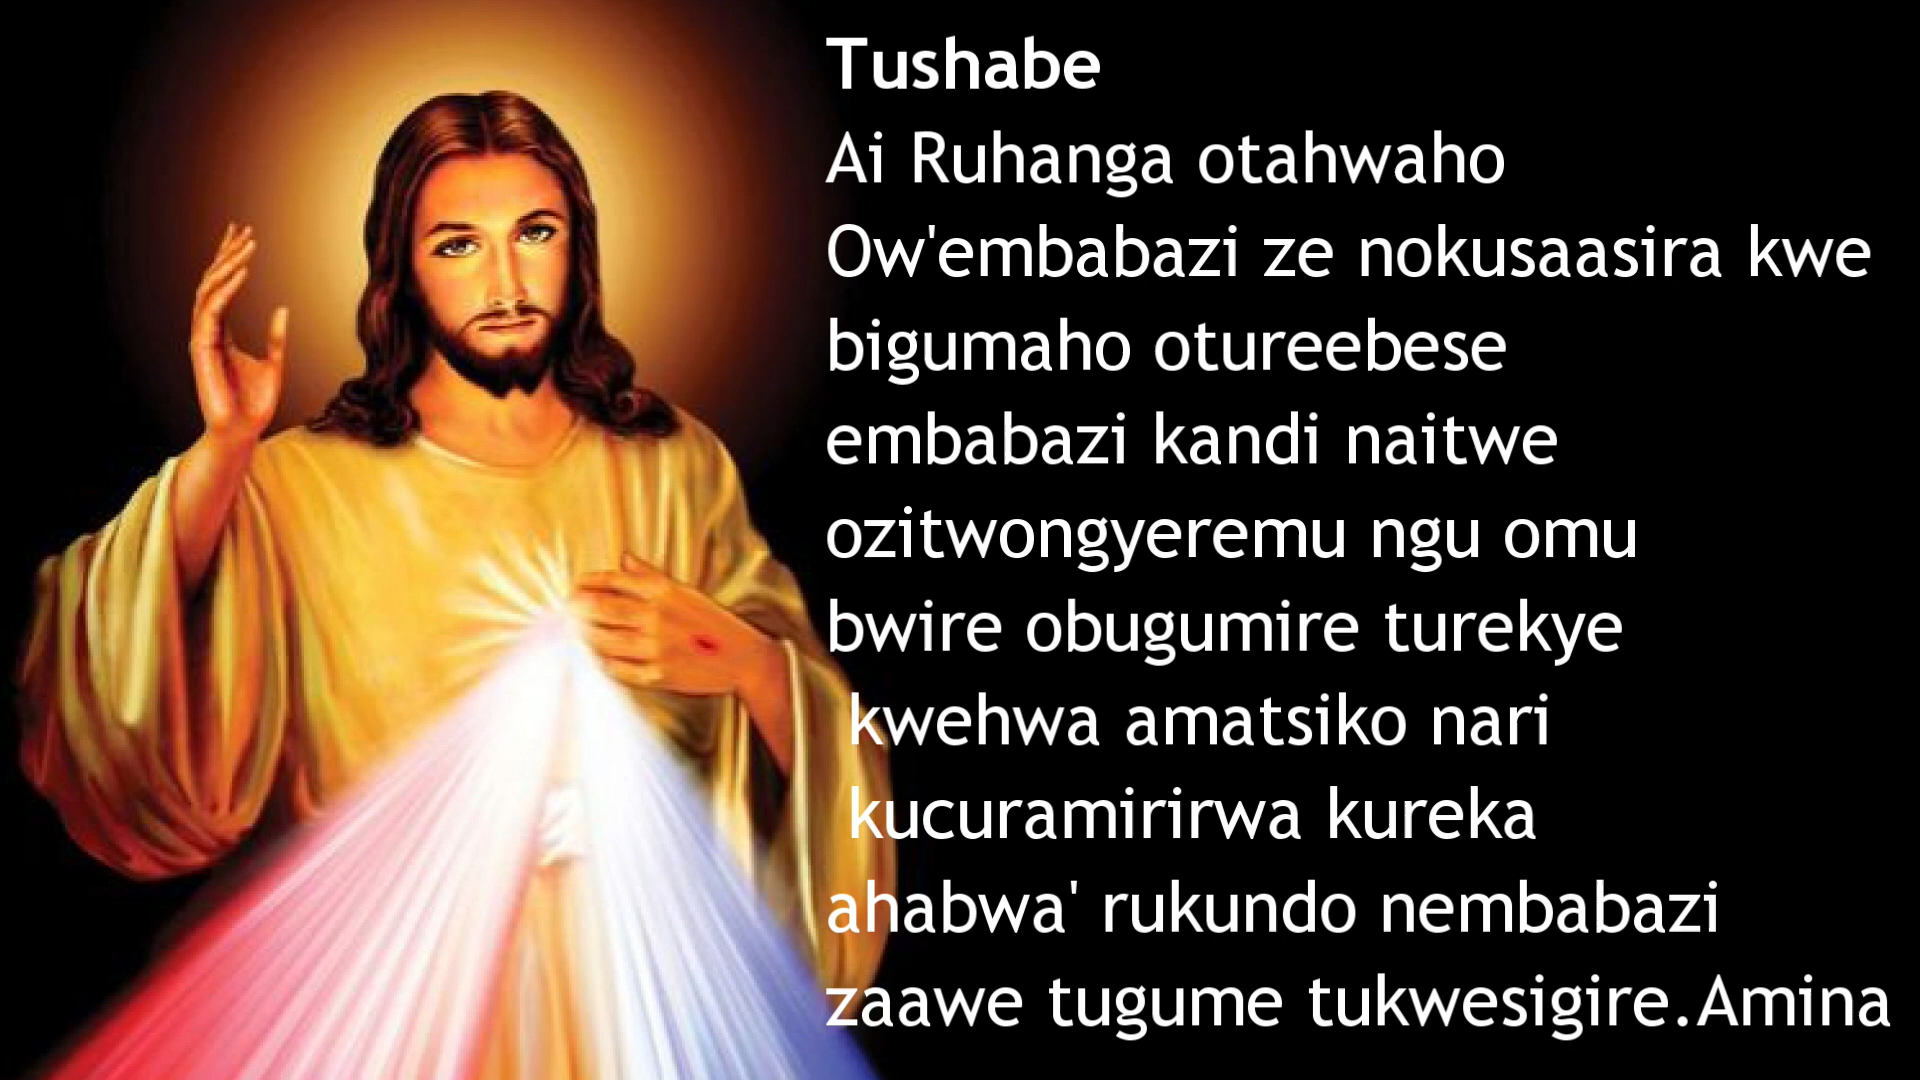 Tushabe
Ai Ruhanga otahwaho
Ow'embabazi ze nokusaasira kwe
bigumaho otureebese
embabazi kandi naitwe
ozitwongyeremu ngu omu
bwire obugumire turekye
kwehwa amatsiko nari
kucuramirirwa kureka
ahabwa' rukundo nembabazi
zaawe tugume tukwesigire.Amina